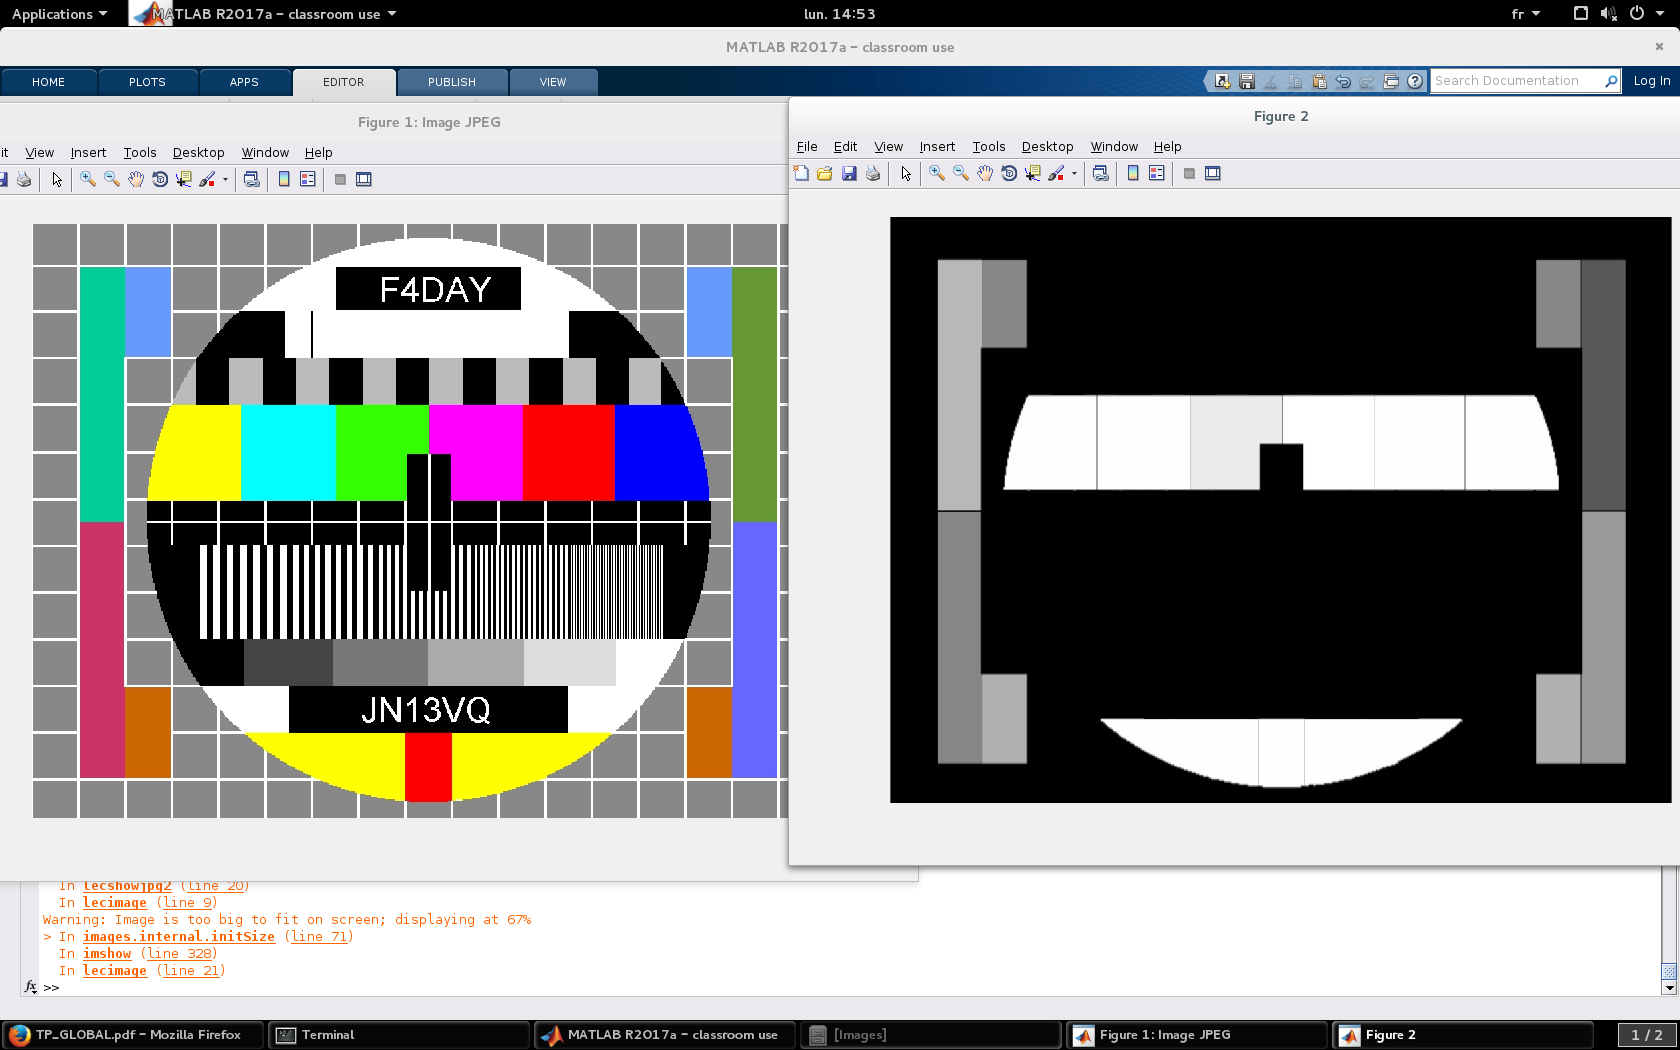 Applications MATLAB R2017a - classroom use lun. 14:53 fr
MATLAB R2017a - classroom use
HOME PLOTS APPS EDITOR PUBLISH VIEW Search Documentation Log In
Figure 1: Image JPEG
it View Insert Tools Desktop Window Help
Figure 2
File Edit View Insert Tools Desktop Window Help
F4DAY
JN13VQ
In lecshowjpg2 (line 20)
In lecimage (line 9)
Warning: Image is too big to fit on screen; displaying at 67%
> In images.internal.initSize (line 71)
In imshow (line 328)
In lecimage (line 21)
fx >>
TP_GLOBAL.pdf - Mozilla Firefox Terminal MATLAB R2017a - classroom use [Images] Figure 1: Image JPEG Figure 2 1 / 2